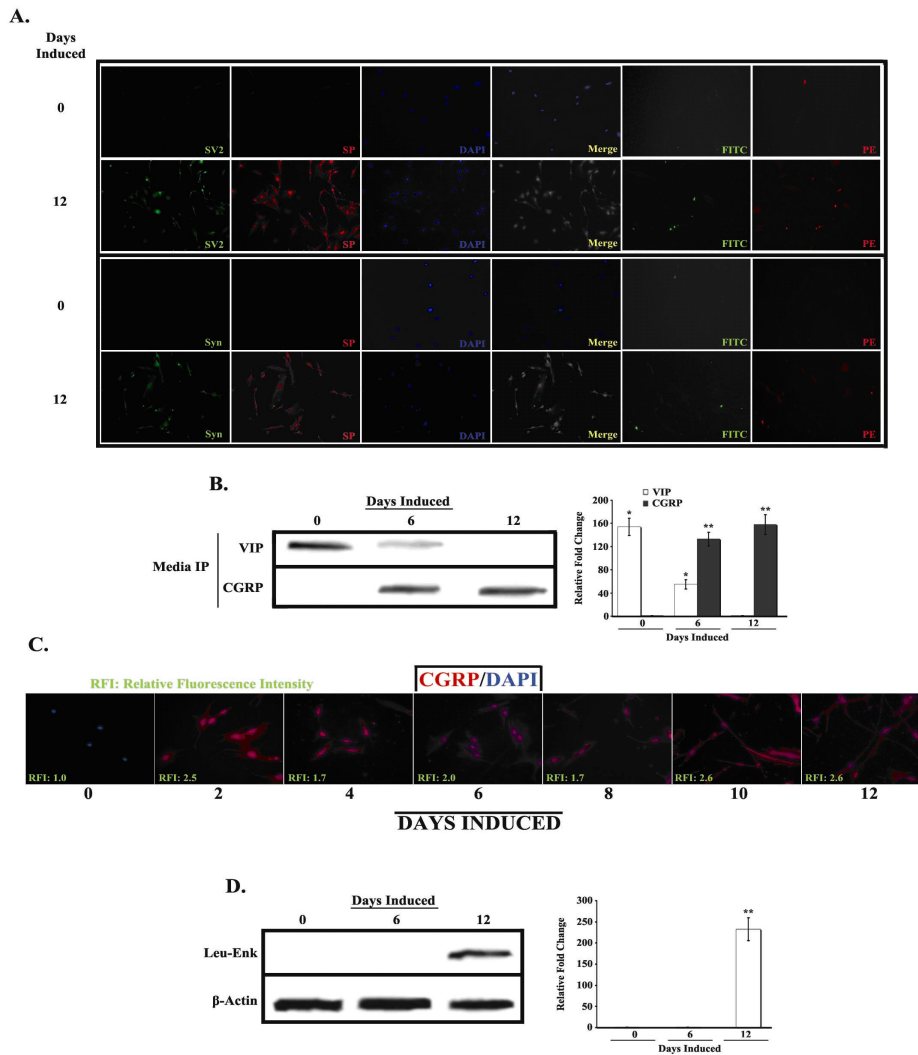 A.
Days
Induced
0
SV2 SP DAPI Merge FITC PE
12
SV2 SP DAPI Merge FITC PE
0
Syn SP DAPI Merge FITC PE
12
Syn SP DAPI Merge FITC PE
B.
Days Induced
0 6 12
Media IP
VIP
CGRP
VIP
CGRP
Relative Fold Change
200
160
120
80
40
0
* * ** **
0 6 12
Days Induced
C.
RFI: Relative Fluorescence Intensity
CGRP/DAPI
RFI: 1.0 RFI: 2.5 RFI: 1.7 RFI: 2.0 RFI: 1.7 RFI: 2.6 RFI: 2.6
0 2 4 6 8 10 12
DAYS INDUCED
D.
Days Induced
0 6 12
Leu-Enk
β-Actin
Relative Fold Change
300
250
200
150
100
50
0
**
0 6 12
Days Induced